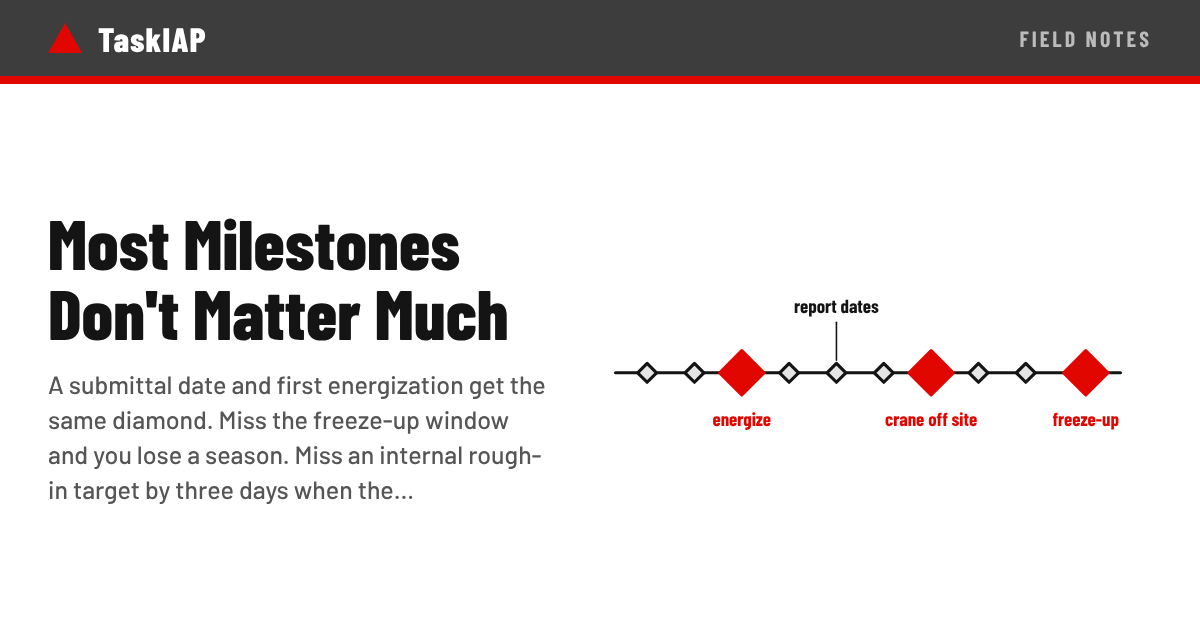 TaskIAP
FIELD NOTES
Most Milestones
Don't Matter Much
A submittal date and first energization get the
same diamond. Miss the freeze-up window
and you lose a season. Miss an internal rough-
in target by three days when the...
report dates
energize
crane off site
freeze-up